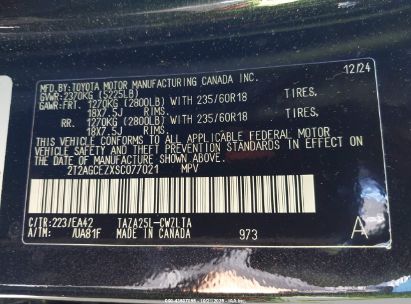 MFD.BY:TOYOTA MOTOR MANUFACTURING CANADA INC.
12/24
GVWR:2370KG (5225LB)
GAWR:FRT. 1270KG (2800LB) WITH 235/60R18 TIRES,
18X7.5J RIMS,
RR. 1270KG (2800LB) WITH 235/60R18 TIRES,
18X7.5J RIMS,
THIS VEHICLE CONFORMS TO ALL APPLICABLE FEDERAL MOTOR
VEHICLE SAFETY AND THEFT PREVENTION STANDARDS IN EFFECT ON
THE DATE OF MANUFACTURE SHOWN ABOVE.
2T2AGCEZXSC077021 MPV
C/TR:223/EA42 TAZA25L-CWZLTA
A/TM: /UA81F MADE IN CANADA 973 A